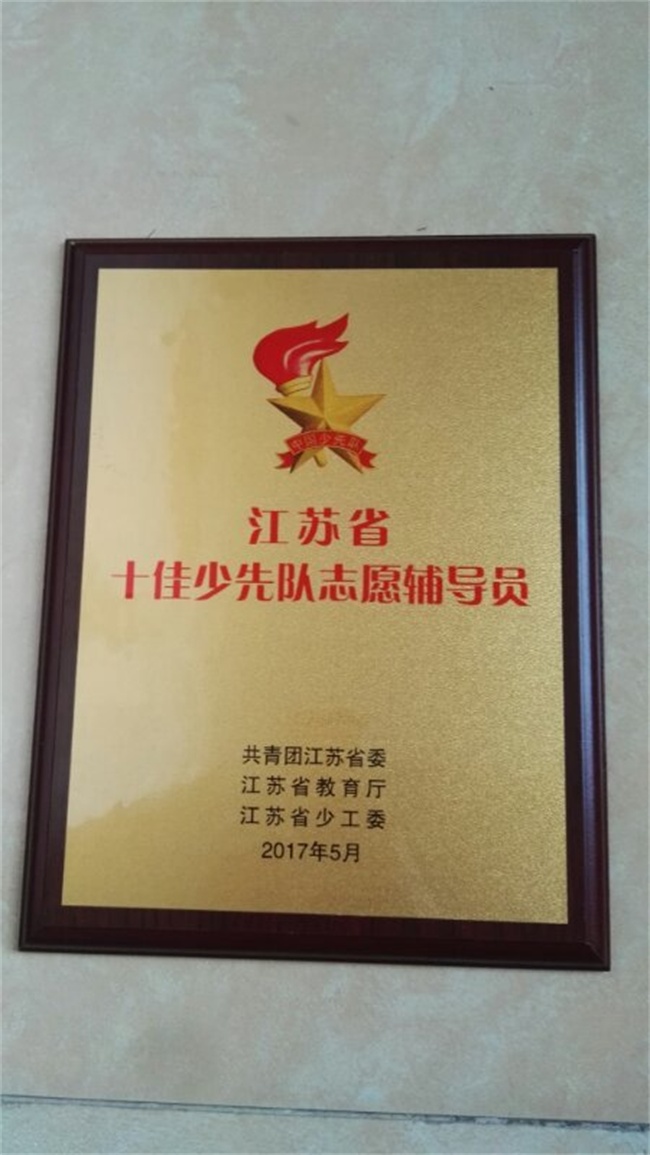 中国少先队
江苏省
十佳少先队志愿辅导员
共青团江苏省委
江苏省教育厅
江苏省少工委
2017年5月